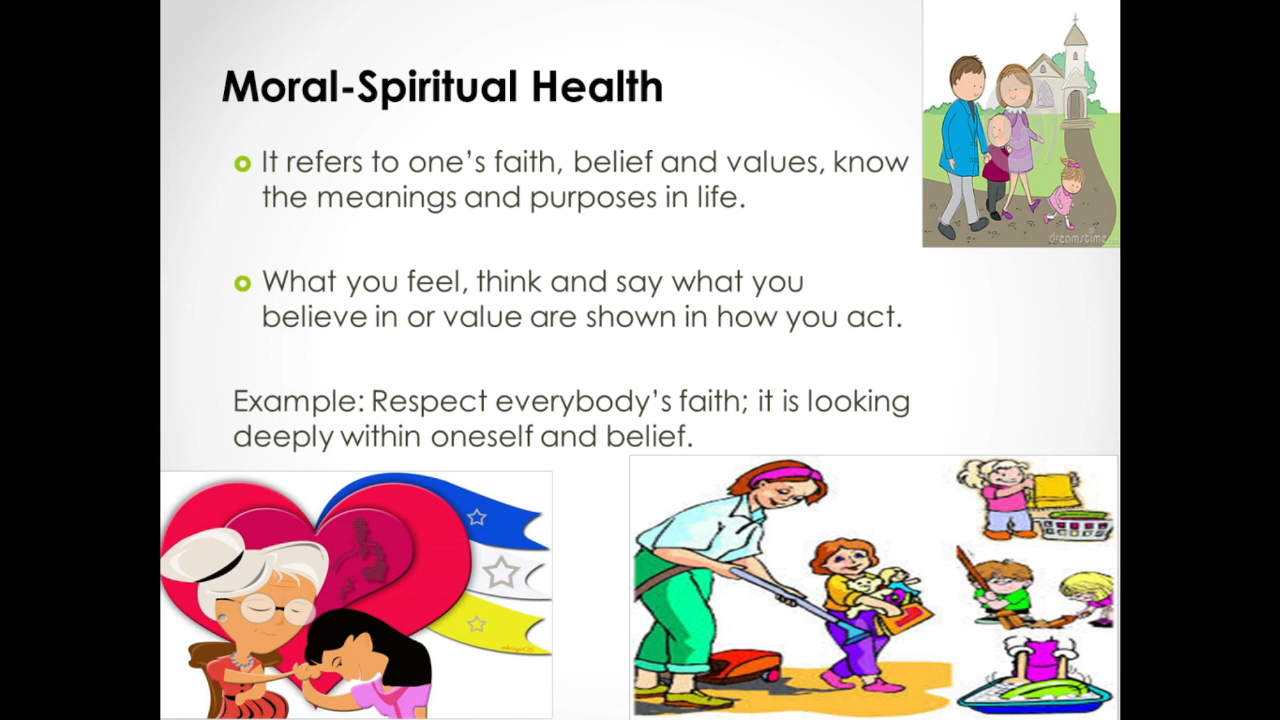 Moral-Spiritual Health
It refers to one's faith, belief and values, know
the meanings and purposes in life.
What you feel, think and say what you
believe in or value are shown in how you act.
Example: Respect everybody's faith; it is looking
deeply within oneself and belief.
dreamstime